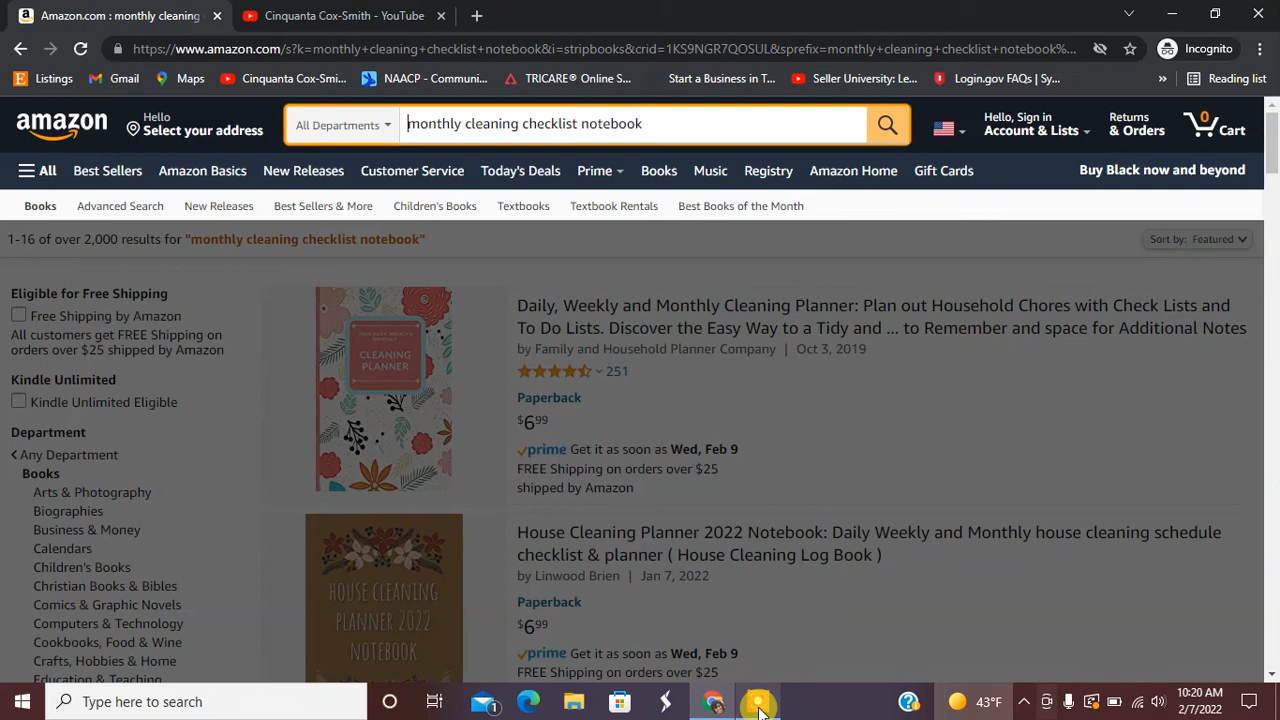 Amazon.com : monthly cleaning
Cinquanta Cox-Smith - YouTube
https://www.amazon.com/s?k=monthly+cleaning+checklist+notebook&i=stripbooks&crid=1KS9NGR7QOSUL&sprefix=monthly+cleaning+checklist+notebook%...
Incognito
Listings
Gmail
Maps
Cinquanta Cox-Smi...
NAACP - Communi...
TRICARE® Online S...
Start a Business in T...
Seller University: Le...
Login.gov FAQs | Sy...
Reading list
amazon
Hello
Select your address
All Departments
monthly cleaning checklist notebook
Hello, Sign in
Account & Lists
Returns
& Orders
0
Cart
All
Best Sellers
Amazon Basics
New Releases
Customer Service
Today's Deals
Prime
Books
Music
Registry
Amazon Home
Gift Cards
Buy Black now and beyond
Books
Advanced Search
New Releases
Best Sellers & More
Children's Books
Textbooks
Textbook Rentals
Best Books of the Month
1-16 of over 2,000 results for "monthly cleaning checklist notebook"
Sort by: Featured
Eligible for Free Shipping
Free Shipping by Amazon
All customers get FREE Shipping on
orders over $25 shipped by Amazon
Kindle Unlimited
Kindle Unlimited Eligible
Department
Any Department
Books
Arts & Photography
Biographies
Business & Money
Calendars
Children's Books
Christian Books & Bibles
Comics & Graphic Novels
Computers & Technology
Cookbooks, Food & Wine
Crafts, Hobbies & Home
Education & Teaching
CLEANING
PLANNER
Daily, Weekly and Monthly Cleaning Planner: Plan out Household Chores with Check Lists and
To Do Lists. Discover the Easy Way to a Tidy and ... to Remember and space for Additional Notes
by Family and Household Planner Company | Oct 3, 2019
251
Paperback
$6.99
prime Get it as soon as Wed, Feb 9
FREE Shipping on orders over $25
shipped by Amazon
HOUSE CLEANING
PLANNER 2022
NOTEBOOK
House Cleaning Planner 2022 Notebook: Daily Weekly and Monthly house cleaning schedule
checklist & planner ( House Cleaning Log Book )
by Linwood Brien | Jan 7, 2022
Paperback
$6.99
prime Get it as soon as Wed, Feb 9
FREE Shipping on orders over $25
Type here to search
1
43°F
10:20 AM
2/7/2022